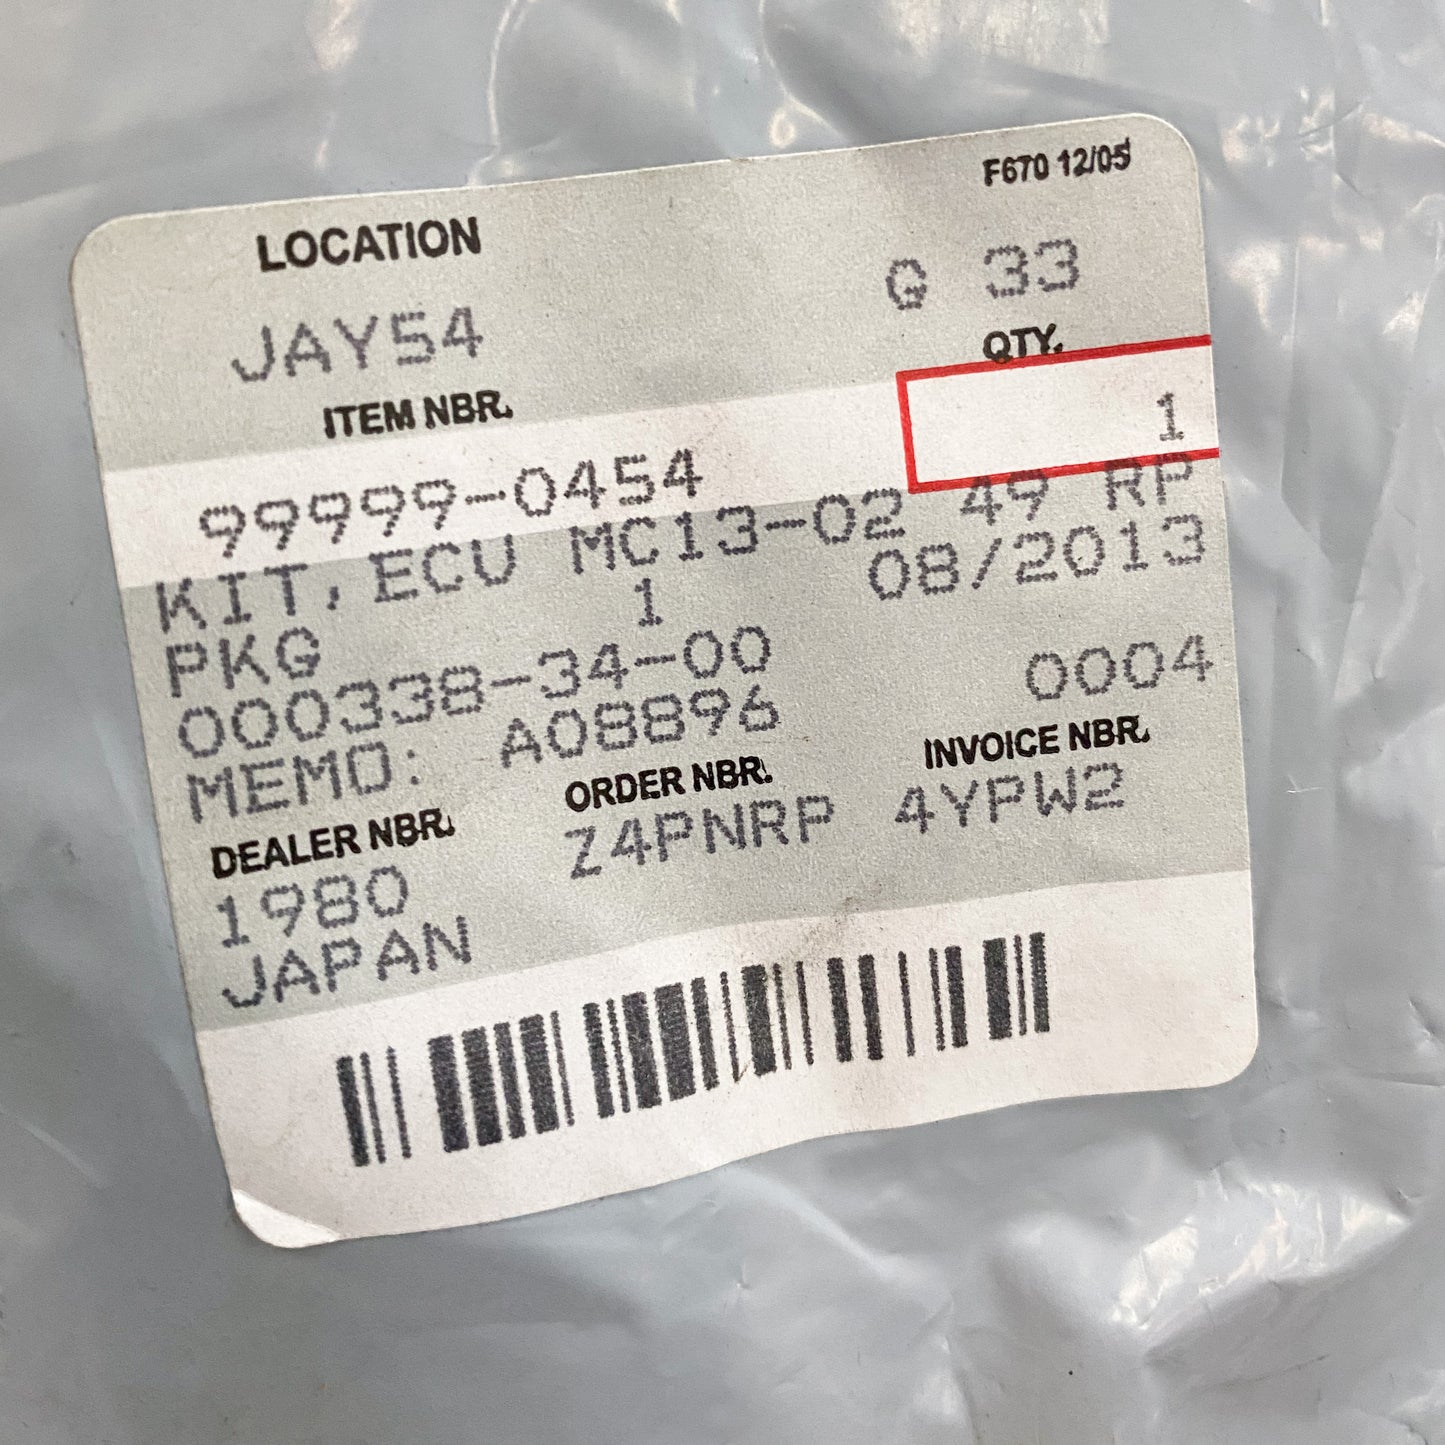 F670 12/05
LOCATION
JAY54 G 33
ITEM NBR. QTY.
99999-0454 1
KIT, ECU MC13-02 49 RP
PKG 1 08/2013
000338-34-00 0004
MEMO: A08896
DEALER NBR. ORDER NBR. INVOICE NBR.
1980 Z4PNRP 4YPW2
JAPAN